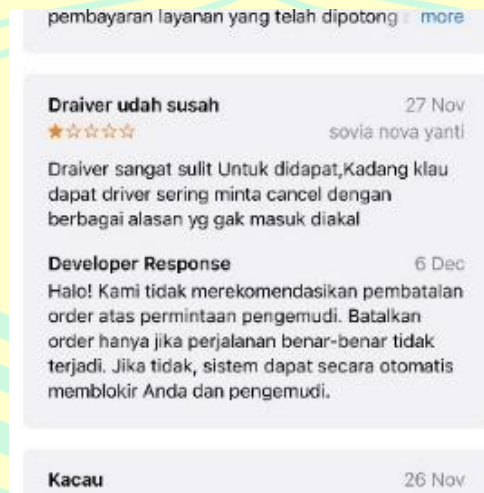 pembayaran layanan yang telah dipotong more
Draiver udah susah 27 Nov
sovia nova yanti
Draiver sangat sulit Untuk didapat,Kadang klau
dapat driver sering minta cancel dengan
berbagai alasan yg gak masuk diakal
Developer Response 6 Dec
Halo! Kami tidak merekomendasikan pembatalan
order atas permintaan pengemudi. Batalkan
order hanya jika perjalanan benar-benar tidak
terjadi. Jika tidak, sistem dapat secara otomatis
memblokir Anda dan pengemudi.
Kacau 26 Nov